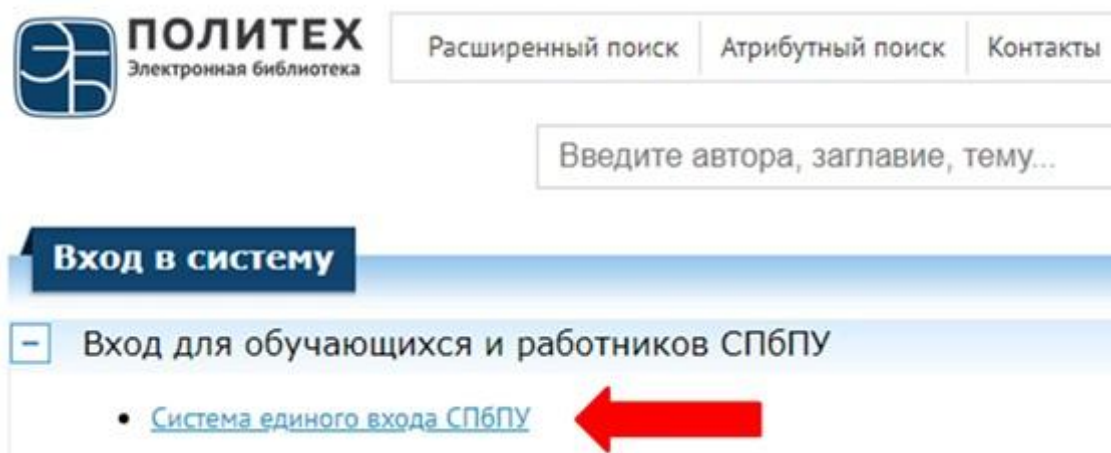 ПОЛИТЕХ
Электронная библиотека
Расширенный поиск Атрибутный поиск Контакты
Введите автора, заглавие, тему...
Вход в систему
Вход для обучающихся и работников СПбПУ
Система единого входа СПбПУ